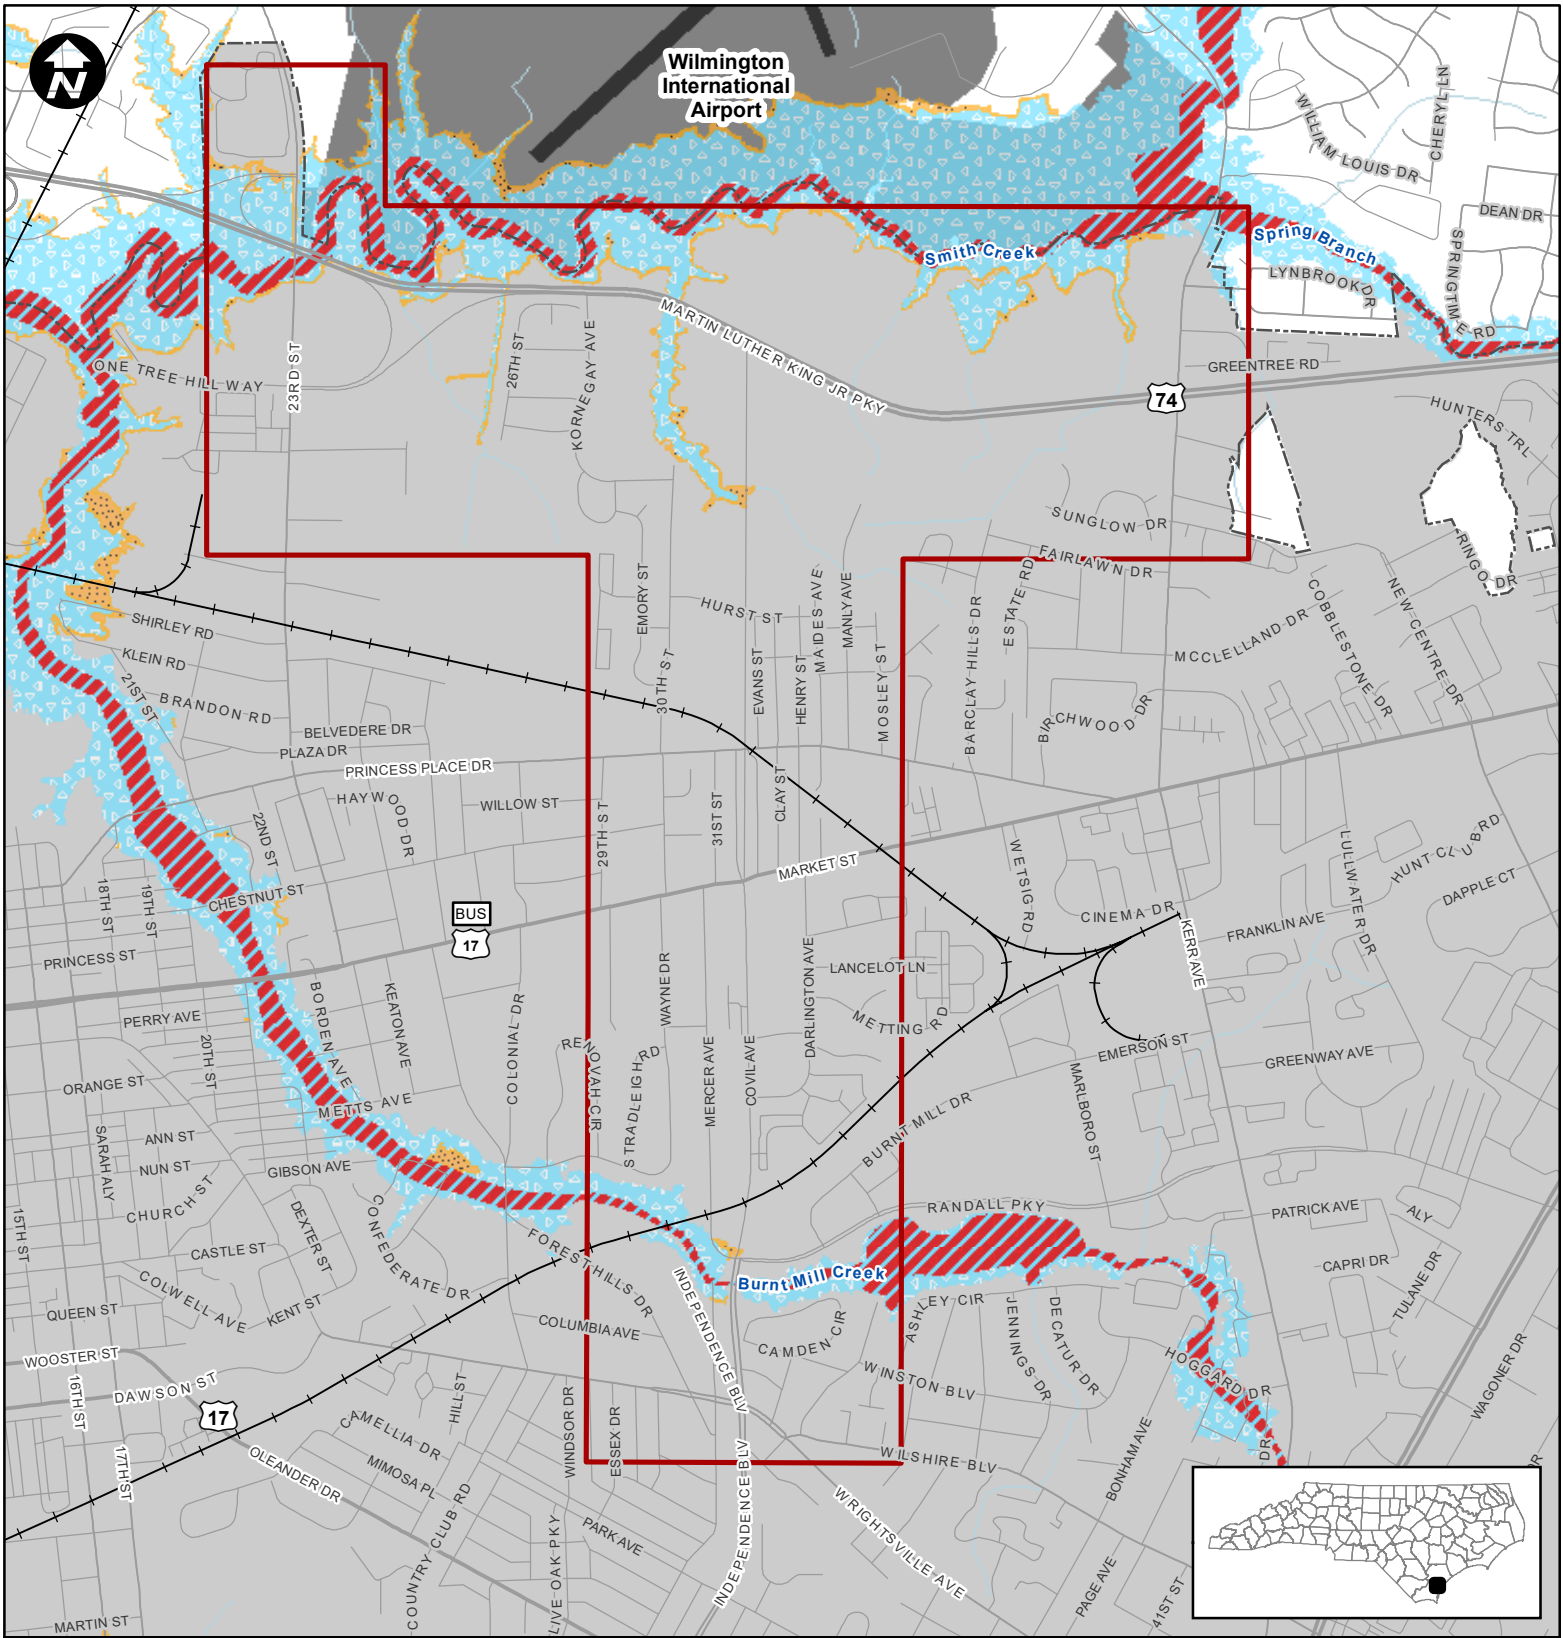 N
Wilmington
International
Airport
WILLIAM LOUIS DR
CHERYL LN
DEAN DR
SPRINGTIME RD
Spring Branch
Smith Creek
LYNBROOK DR
MARTIN LUTHER KING JR PKY
26TH ST
KORNEGAY AVE
23RD ST
ONE TREE HILL WAY
GREENTREE RD
74
HUNTERS TRL
SUNGLOW DR
FAIRLAWN DR
RINGO DR
SHIRLEY RD
KLEIN RD
BRANDON RD
21ST ST
BELVEDERE DR
PLAZA DR
PRINCESS PLACE DR
EMORY ST
HURST ST
30TH ST
EVANS ST
HENRY ST
MAIDES AVE
MANLY AVE
MOSLEY ST
BARCLAY HILLS DR
ESTATE RD
BIRCHWOOD DR
MCCLELLAND DR
COBBLESTONE DR
NEW CENTRE DR
HAYWOOD DR
WILLOW ST
22ND ST
29TH ST
31ST ST
CLAY ST
MARKET ST
WETSIG RD
LULLWATER DR
HUNT CLUB RD
DAPPLE CT
18TH ST
19TH ST
CHESTNUT ST
BUS
17
CINEMA DR
KERR AVE
FRANKLIN AVE
PRINCESS ST
LANCELOT LN
DARLINGTON AVE
WAYNE DR
METTING RD
PERRY AVE
BORDEN AVE
KEATON AVE
COLONIAL DR
RENOVAH CIR
STRADLEIGH RD
MERCER AVE
COVIL AVE
20TH ST
EMERSON ST
GREENWAY AVE
ORANGE ST
METTS AVE
BURNT MILL DR
MARLBORO ST
SARAH ALY
ANN ST
NUN ST
GIBSON AVE
CHURCH ST
15TH ST
DEXTER ST
CONFEDERATE DR
CASTLE ST
COLWELL AVE
KENT ST
QUEEN ST
FOREST HILLS DR
RANDALL PKY
PATRICK AVE
ALY
CAPRI DR
TULANE DR
Burnt Mill Creek
INDEPENDENCE BLV
COLUMBIA AVE
CAMDEN CIR
ASHLEY CIR
JENNINGS DR
DECATUR DR
HOGGARD DR
WAGONER DR
WOOSTER ST
DAWSON ST
16TH ST
17
WINSTON BLV
WINDSOR DR
ESSEX DR
HILL ST
CAMELLIA DR
MIMOSA PL
17TH ST
OLEANDER DR
COUNTRY CLUB RD
LIVE OAK PKY
PARK AVE
INDEPENDENCE BLV
WRIGHTSVILLE AVE
WILSHIRE BLV
BONHAM AVE
DR
DR
PAGE AVE
41ST ST
MARTIN ST